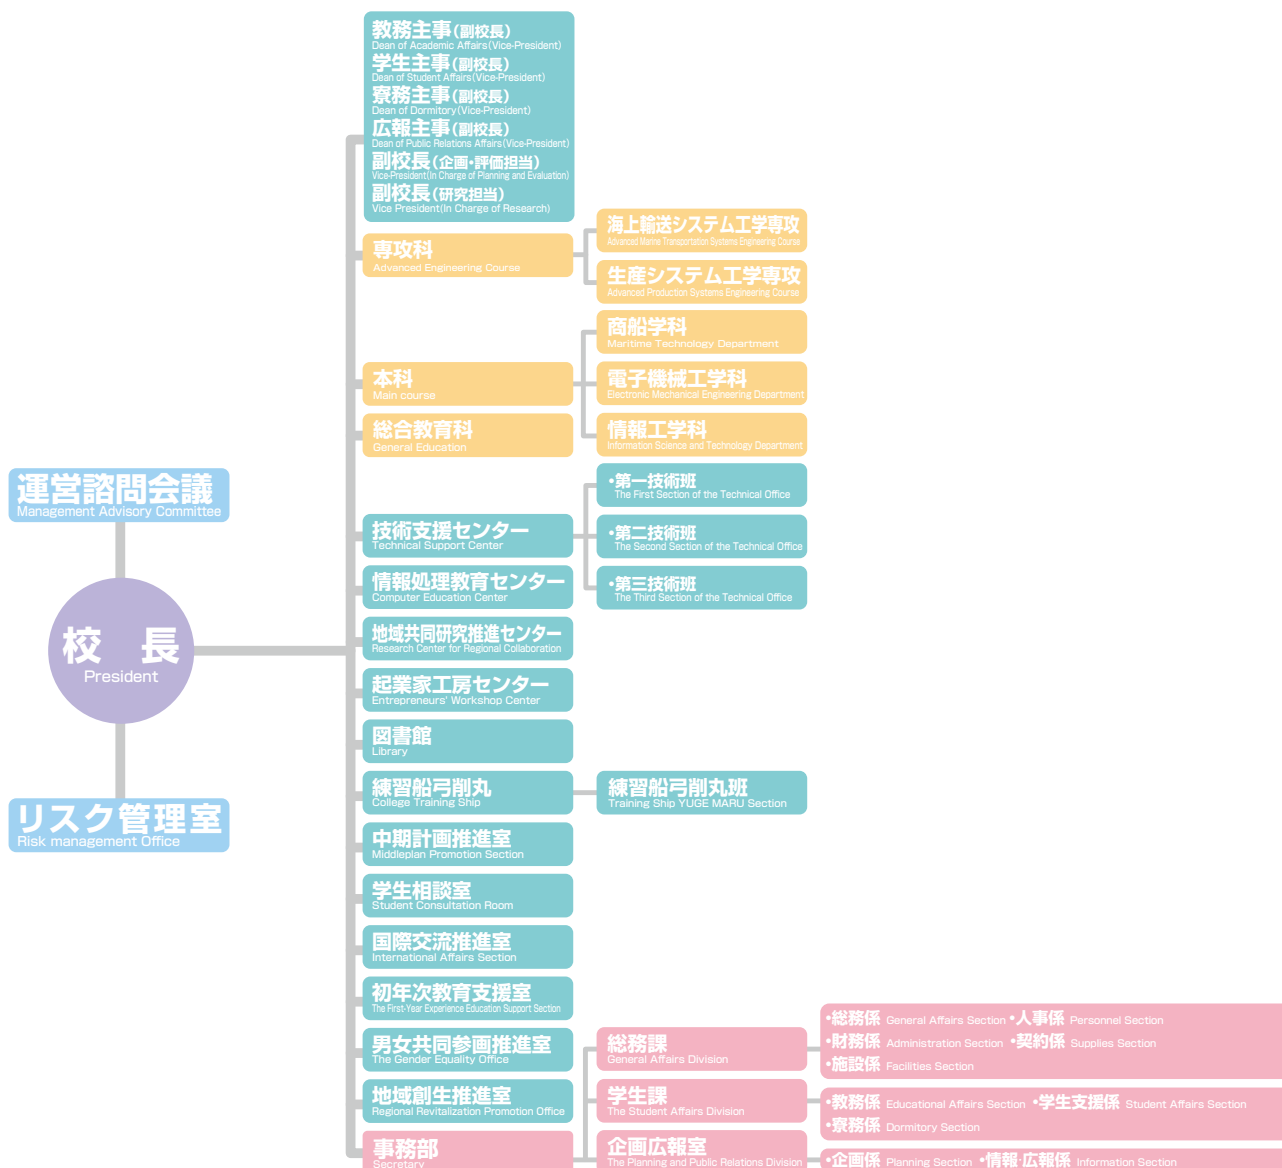 教務主事(副校長)
Dean of Academic Affairs(Vice-President)
学生主事(副校長)
Dean of Student Affairs(Vice-President)
寮務主事(副校長)
Dean of Dormitory(Vice-President)
広報主事(副校長)
Dean of Public Relations Affairs(Vice-President)
副校長(企画・評価担当)
Vice-President(In Charge of Planning and Evaluation)
副校長(研究担当)
Vice President(In Charge of Research)
専攻科
Advanced Engineering Course
海上輸送システム工学専攻
Advanced Marine Transportation Systems Engineering Course
生産システム工学専攻
Advanced Production Systems Engineering Course
商船学科
Maritime Technology Department
本科
Main course
電子機械工学科
Electronic Mechanical Engineering Department
総合教育科
General Education
情報工学科
Information Science and Technology Department
運営諮問会議
Management Advisory Committee
校 長
President
リスク管理室
Risk management Office
技術支援センター
Technical Support Center
・第一技術班
The First Section of the Technical Office
・第二技術班
The Second Section of the Technical Office
・第三技術班
The Third Section of the Technical Office
情報処理教育センター
Computer Education Center
地域共同研究推進センター
Research Center for Regional Collaboration
起業家工房センター
Entrepreneurs' Workshop Center
図書館
Library
練習船弓削丸
College Training Ship
練習船弓削丸班
Training Ship YUGE MARU Section
中期計画推進室
Middleplan Promotion Section
学生相談室
Student Consultation Room
国際交流推進室
International Affairs Section
初年次教育支援室
The First-Year Experience Education Support Section
男女共同参画推進室
The Gender Equality Office
地域創生推進室
Regional Revitalization Promotion Office
事務部
Secretary
総務課
General Affairs Division
・総務係 General Affairs Section ・人事係 Personnel Section
・財務係 Administration Section ・契約係 Supplies Section
・施設係 Facilities Section
学生課
The Student Affairs Division
・教務係 Educational Affairs Section ・学生支援係 Student Affairs Section
・寮務係 Dormitory Section
企画広報室
The Planning and Public Relations Division
・企画係 Planning Section ・情報・広報係 Information Section